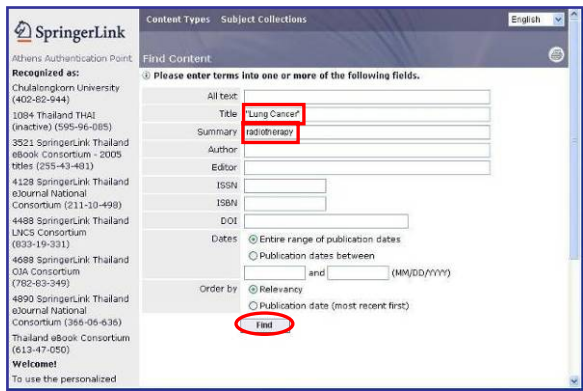 Content Types Subject Collections
English
SpringerLink
Athens Authentication Point
Recognized as:
Chulalongkorn University
(402-82-944)
1084 Thailand THAI
(inactive) (595-96-085)
3521 SpringerLink Thailand
eBook Consortium - 2005
titles (255-43-481)
4128 SpringerLink Thailand
eJournal National
Consortium (211-10-498)
4488 SpringerLink Thailand
LNCS Consortium
(833-19-331)
4688 SpringerLink Thailand
OJA Consortium
(782-83-349)
4890 SpringerLink Thailand
eJournal National
Consortium (366-06-636)
Thailand eBook Consortium
(613-47-050)
Welcome!
To use the personalized
Find Content
Please enter terms into one or more of the following fields.
All text
Title "Lung Cancer"
Summary radiotherapy
Author
Editor
ISSN
ISBN
DOI
Dates Entire range of publication dates
Publication dates between
and (MM/DD/YYYY)
Order by Relevancy
Publication date (most recent first)
Find